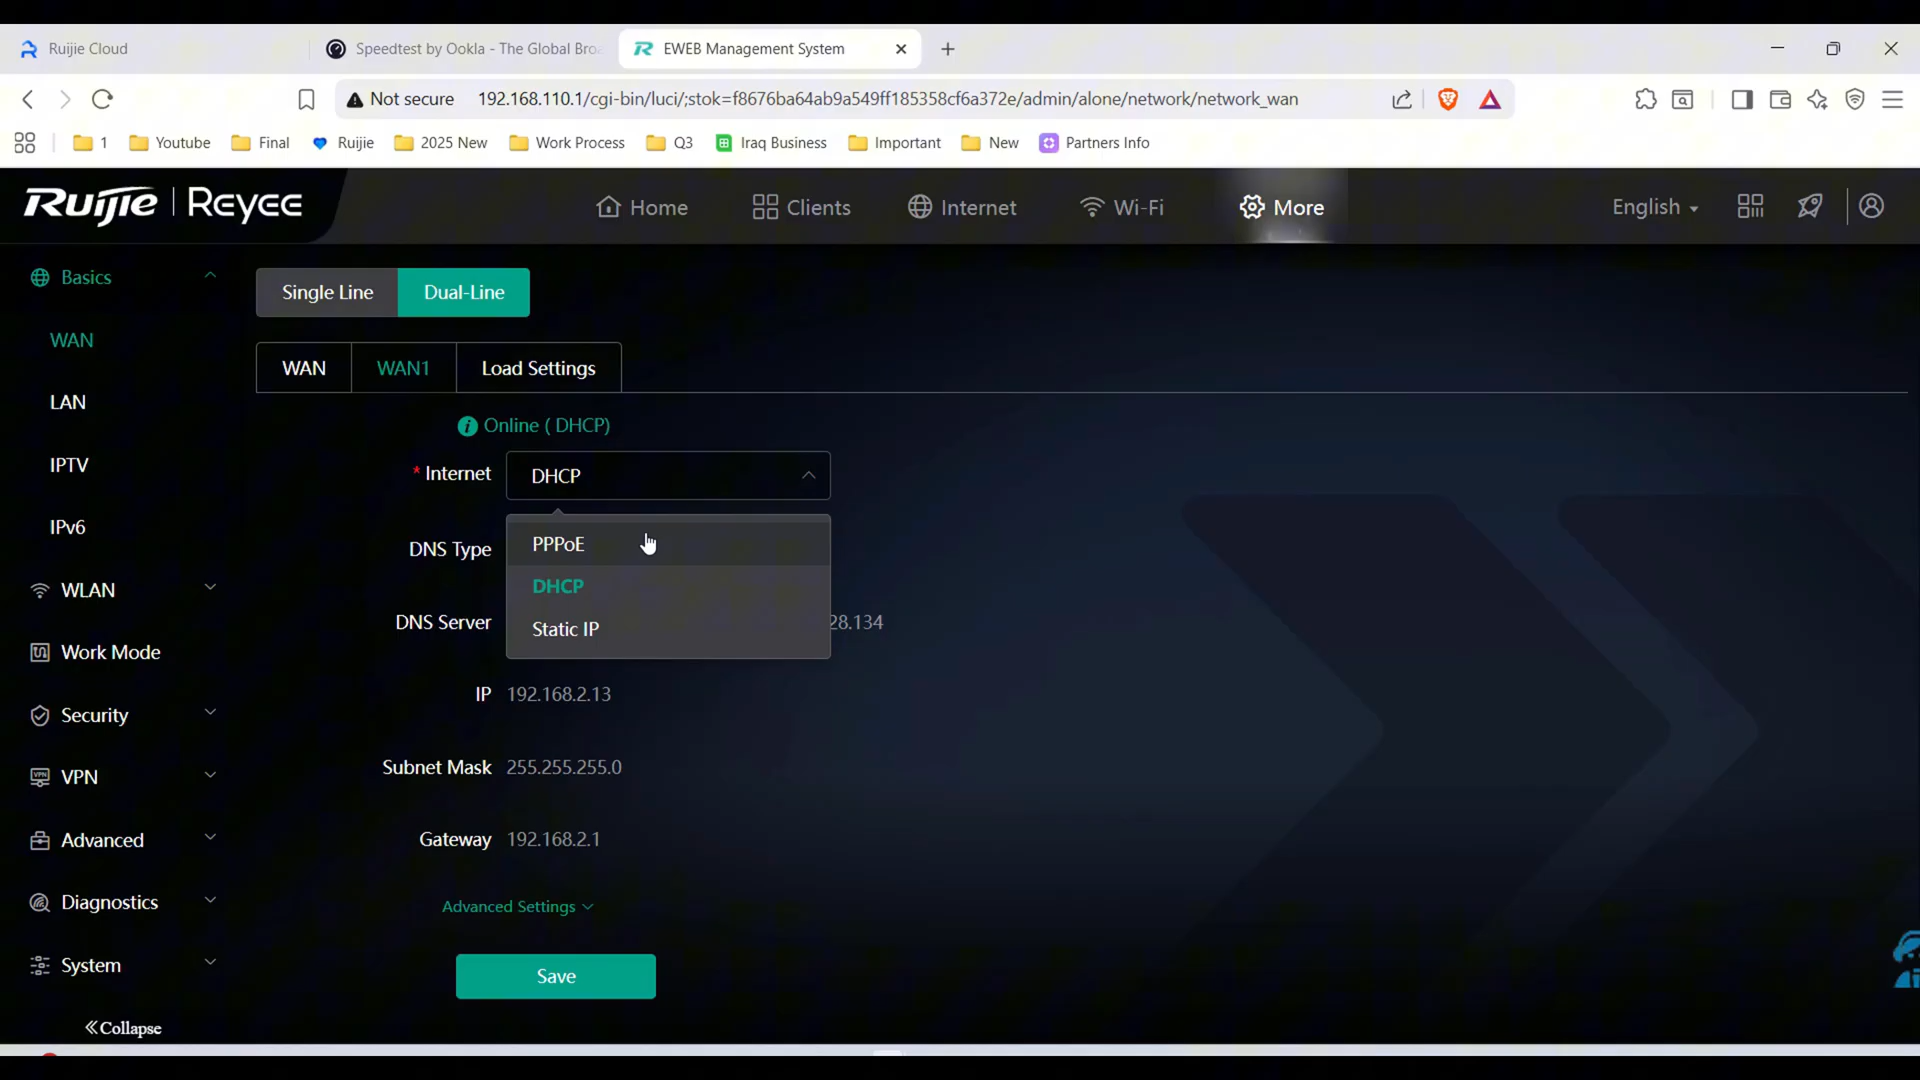 Ruijie Cloud
Speedtest by Ookla - The Global Bro
EWEB Management System
Not secure 192.168.110.1/cgi-bin/luci/;stok=f8676ba64ab9a549ff185358cf6a372e/admin/alone/network/network_wan
1 Youtube Final Ruijie 2025 New Work Process Q3 Iraq Business Important New Partners Info
Ruijie | Reyee
Home Clients Internet Wi-Fi More English
Basics
WAN
LAN
IPTV
IPv6
WLAN
Work Mode
Security
VPN
Advanced
Diagnostics
System
Collapse
Single Line Dual-Line
WAN WAN1 Load Settings
Online ( DHCP)
* Internet DHCP
PPPoE
DHCP
Static IP
DNS Type
DNS Server 28.134
IP 192.168.2.13
Subnet Mask 255.255.255.0
Gateway 192.168.2.1
Advanced Settings
Save